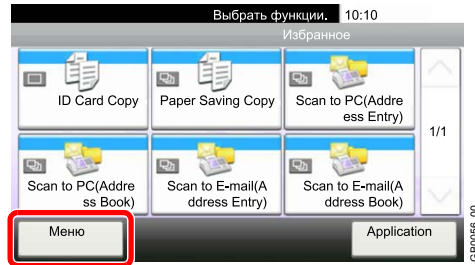 Выбрать функции. 10:10
Избранное
ID Card Copy
Paper Saving Copy
Scan to PC(Addre
ess Entry)
1/1
Scan to PC(Addre
ss Book)
Scan to E-mail(A
ddress Entry)
Scan to E-mail(A
ddress Book)
Меню
Application
GB0056_00